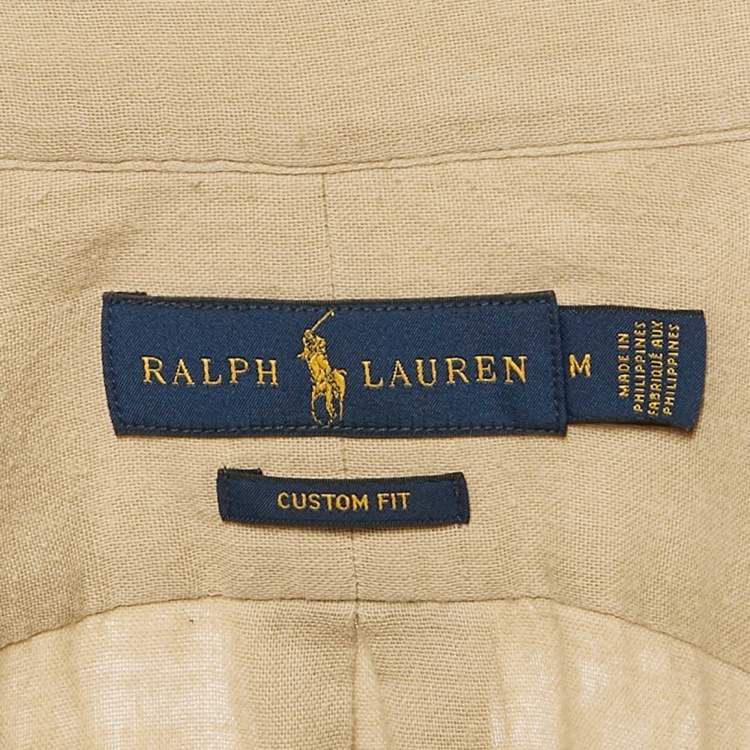 RALPH LAUREN
M
MADE IN
PHILIPPINES
FABRIQUÉ AUX
PHILIPPINES
CUSTOM FIT